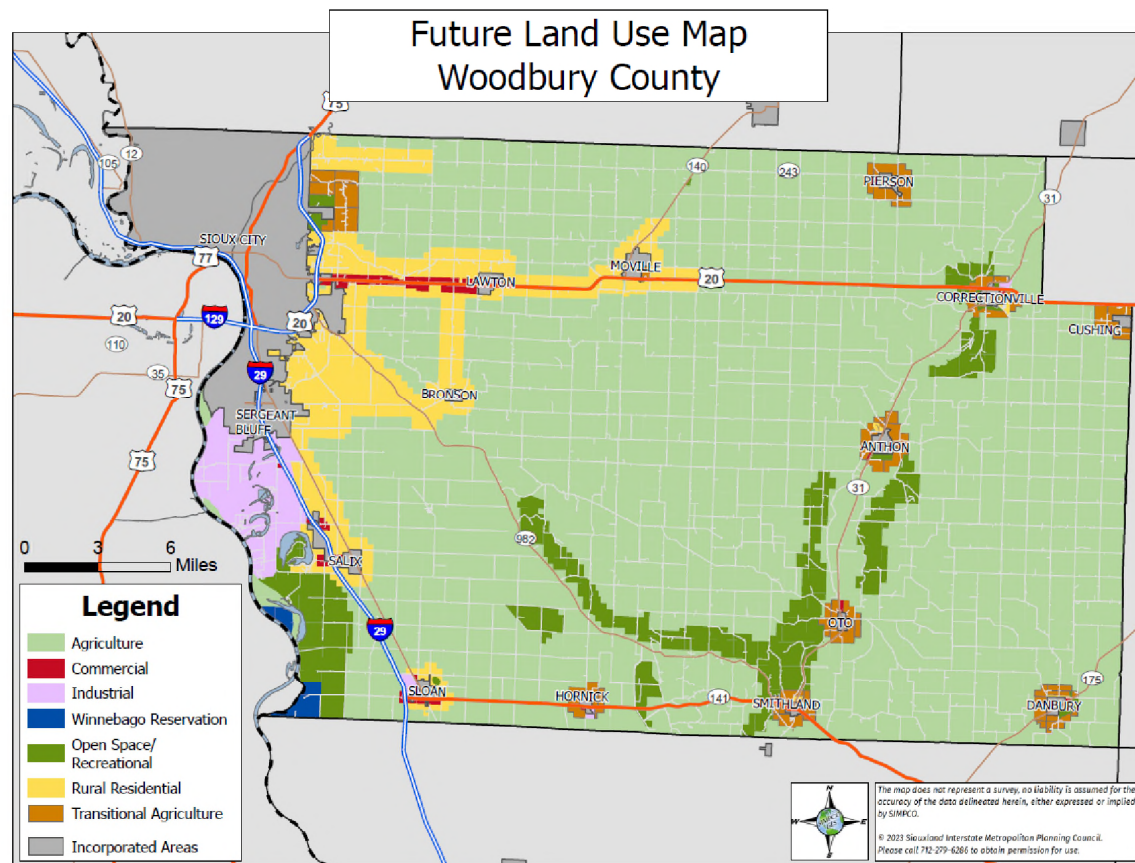 Future Land Use Map
Woodbury County
75
12
105
140
243
PIERSON
31
SIOUX CITY
77
MOVILLE
20
LAWTON
CORRECTIONVILLE
20
129
20
20
CUSHING
110
35
75
29
BRONSON
SERGEANT
BLUFF
ANTHON
75
31
982
0 3 6
Miles
SALIX
Legend
Agriculture
Commercial
Industrial
Winnebago Reservation
Open Space/
Recreational
Rural Residential
Transitional Agriculture
Incorporated Areas
29
OTO
SLOAN
HORNICK
141
SMITHLAND
175
DANBURY
N
W E
S
The map does not represent a survey, no liability is assumed for the
accuracy of the data delineated herein, either expressed or implied
by SIMPCO.
© 2023 Siouxland Interstate Metropolitan Planning Council.
Please call 712-279-6286 to obtain permission for use.